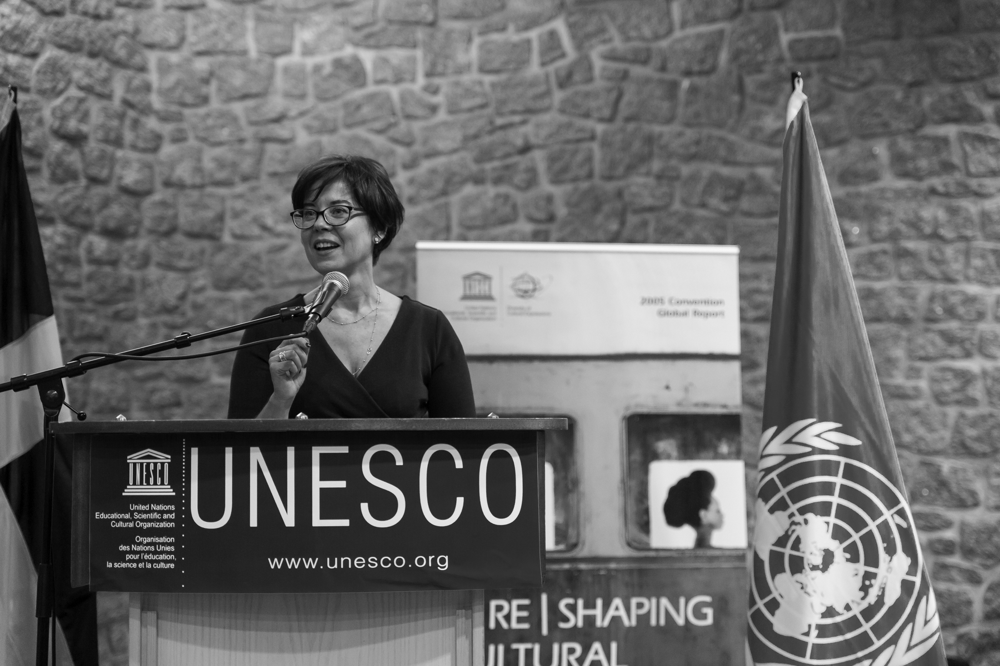 2005 Convention
Global Report
UNESCO
United Nations
Educational, Scientific and
Cultural Organization
Organisation
des Nations Unies
pour l'éducation,
la science et la culture
UNESCO
www.unesco.org
RE | SHAPING
ULTURAL